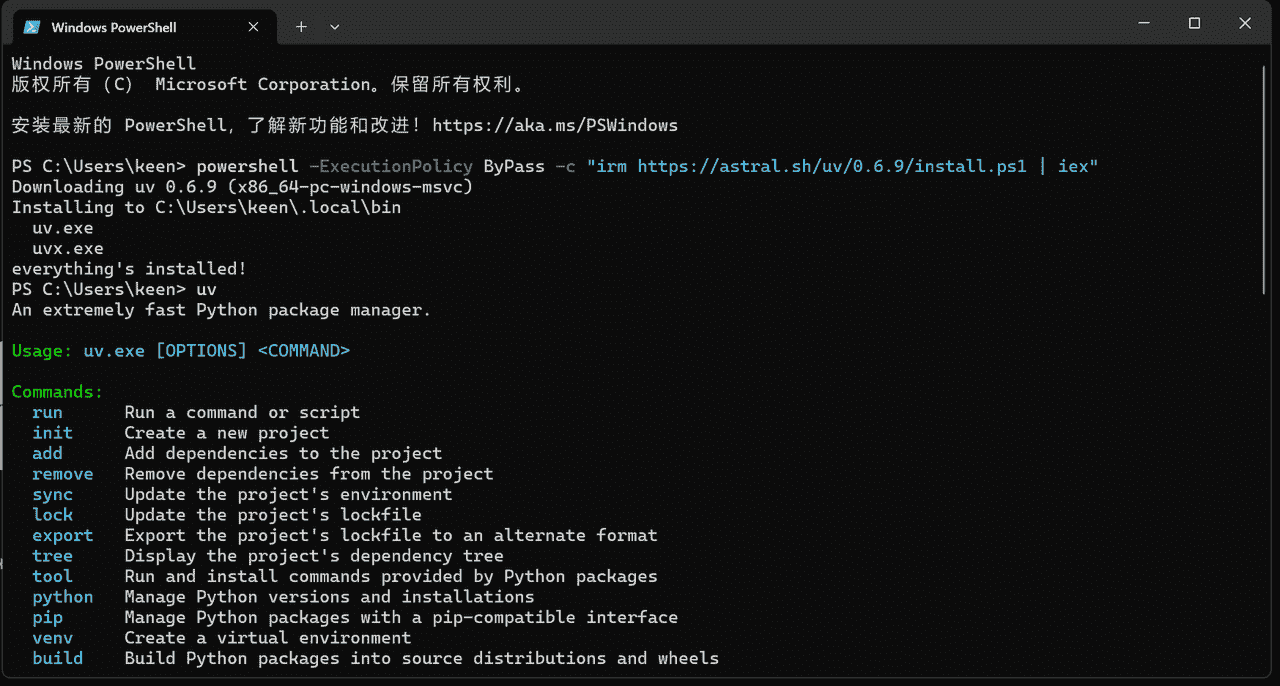 Windows PowerShell
Windows PowerShell
版权所有 (C) Microsoft Corporation。保留所有权利。
安装最新的 PowerShell,了解新功能和改进!https://aka.ms/PSWindows
PS C:\Users\keen> powershell -ExecutionPolicy ByPass -c "irm https://astral.sh/uv/0.6.9/install.ps1 | iex"
Downloading uv 0.6.9 (x86_64-pc-windows-msvc)
Installing to C:\Users\keen\.local\bin
  uv.exe
  uvx.exe
everything's installed!
PS C:\Users\keen> uv
An extremely fast Python package manager.
Usage: uv.exe [OPTIONS] <COMMAND>
Commands:
  run      Run a command or script
  init     Create a new project
  add      Add dependencies to the project
  remove   Remove dependencies from the project
  sync     Update the project's environment
  lock     Update the project's lockfile
  export   Export the project's lockfile to an alternate format
  tree     Display the project's dependency tree
  tool     Run and install commands provided by Python packages
  python   Manage Python versions and installations
  pip      Manage Python packages with a pip-compatible interface
  venv     Create a virtual environment
  build    Build Python packages into source distributions and wheels